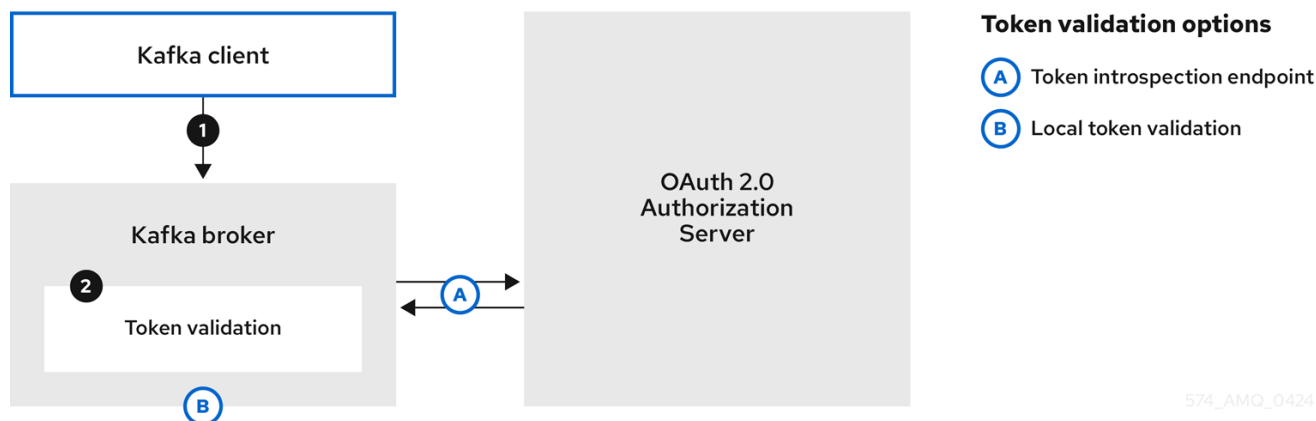 Kafka client
1
Kafka broker
2
Token validation
B
A
OAuth 2.0
Authorization
Server
Token validation options
A Token introspection endpoint
B Local token validation
574_AMQ_0424